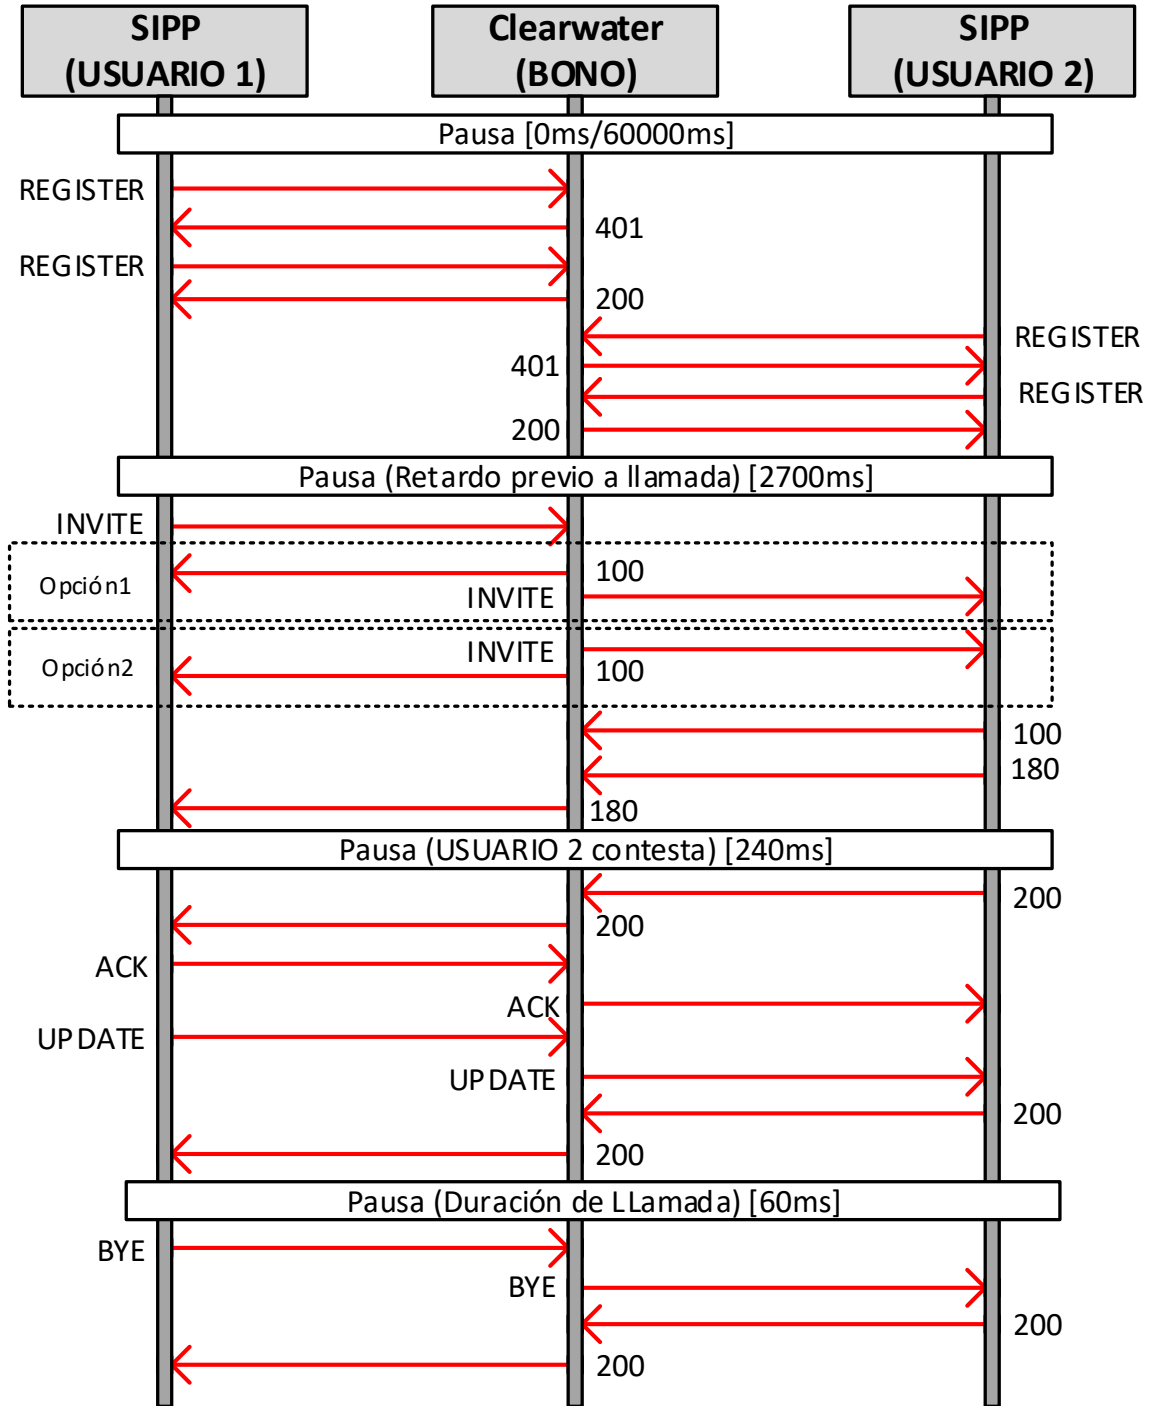 SIPP
(USUARIO 1)
Clearwater
(BONO)
SIPP
(USUARIO 2)
Pausa [0ms/60000ms]
REGISTER
401
REGISTER
200
REGISTER
401
REGISTER
200
Pausa (Retardo previo a llamada) [2700ms]
INVITE
Opción1
100
INVITE
Opción2
INVITE
100
100
180
180
Pausa (USUARIO 2 contesta) [240ms]
200
200
ACK
ACK
UPDATE
UPDATE
200
200
Pausa (Duración de LLamada) [60ms]
BYE
BYE
200
200